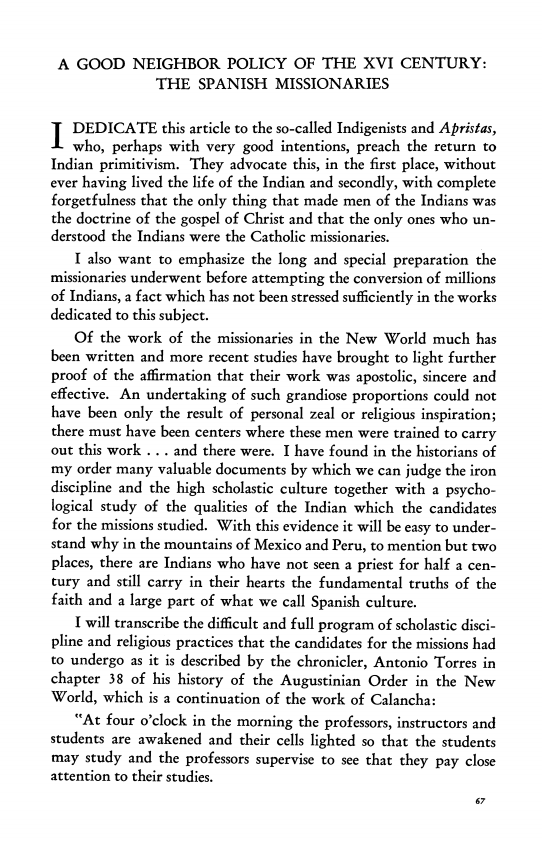 A GOOD NEIGHBOR POLICY OF THE XVI CENTURY:
THE SPANISH MISSIONARIES
I DEDICATE this article to the so-called Indigenists and Apristas,
who, perhaps with very good intentions, preach the return to
Indian primitivism. They advocate this, in the first place, without
ever having lived the life of the Indian and secondly, with complete
forgetfulness that the only thing that made men of the Indians was
the doctrine of the gospel of Christ and that the only ones who un-
derstood the Indians were the Catholic missionaries.
I also want to emphasize the long and special preparation the
missionaries underwent before attempting the conversion of millions
of Indians, a fact which has not been stressed sufficiently in the works
dedicated to this subject.
Of the work of the missionaries in the New World much has
been written and more recent studies have brought to light further
proof of the affirmation that their work was apostolic, sincere and
effective. An undertaking of such grandiose proportions could not
have been only the result of personal zeal or religious inspiration;
there must have been centers where these men were trained to carry
out this work . . . and there were. I have found in the historians of
my order many valuable documents by which we can judge the iron
discipline and the high scholastic culture together with a psycho-
logical study of the qualities of the Indian which the candidates
for the missions studied. With this evidence it will be easy to under-
stand why in the mountains of Mexico and Peru, to mention but two
places, there are Indians who have not seen a priest for half a cen-
tury and still carry in their hearts the fundamental truths of the
faith and a large part of what we call Spanish culture.
I will transcribe the difficult and full program of scholastic disci-
pline and religious practices that the candidates for the missions had
to undergo as it is described by the chronicler, Antonio Torres in
chapter 38 of his history of the Augustinian Order in the New
World, which is a continuation of the work of Calancha:
"At four o'clock in the morning the professors, instructors and
students are awakened and their cells lighted so that the students
may study and the professors supervise to see that they pay close
attention to their studies.
67